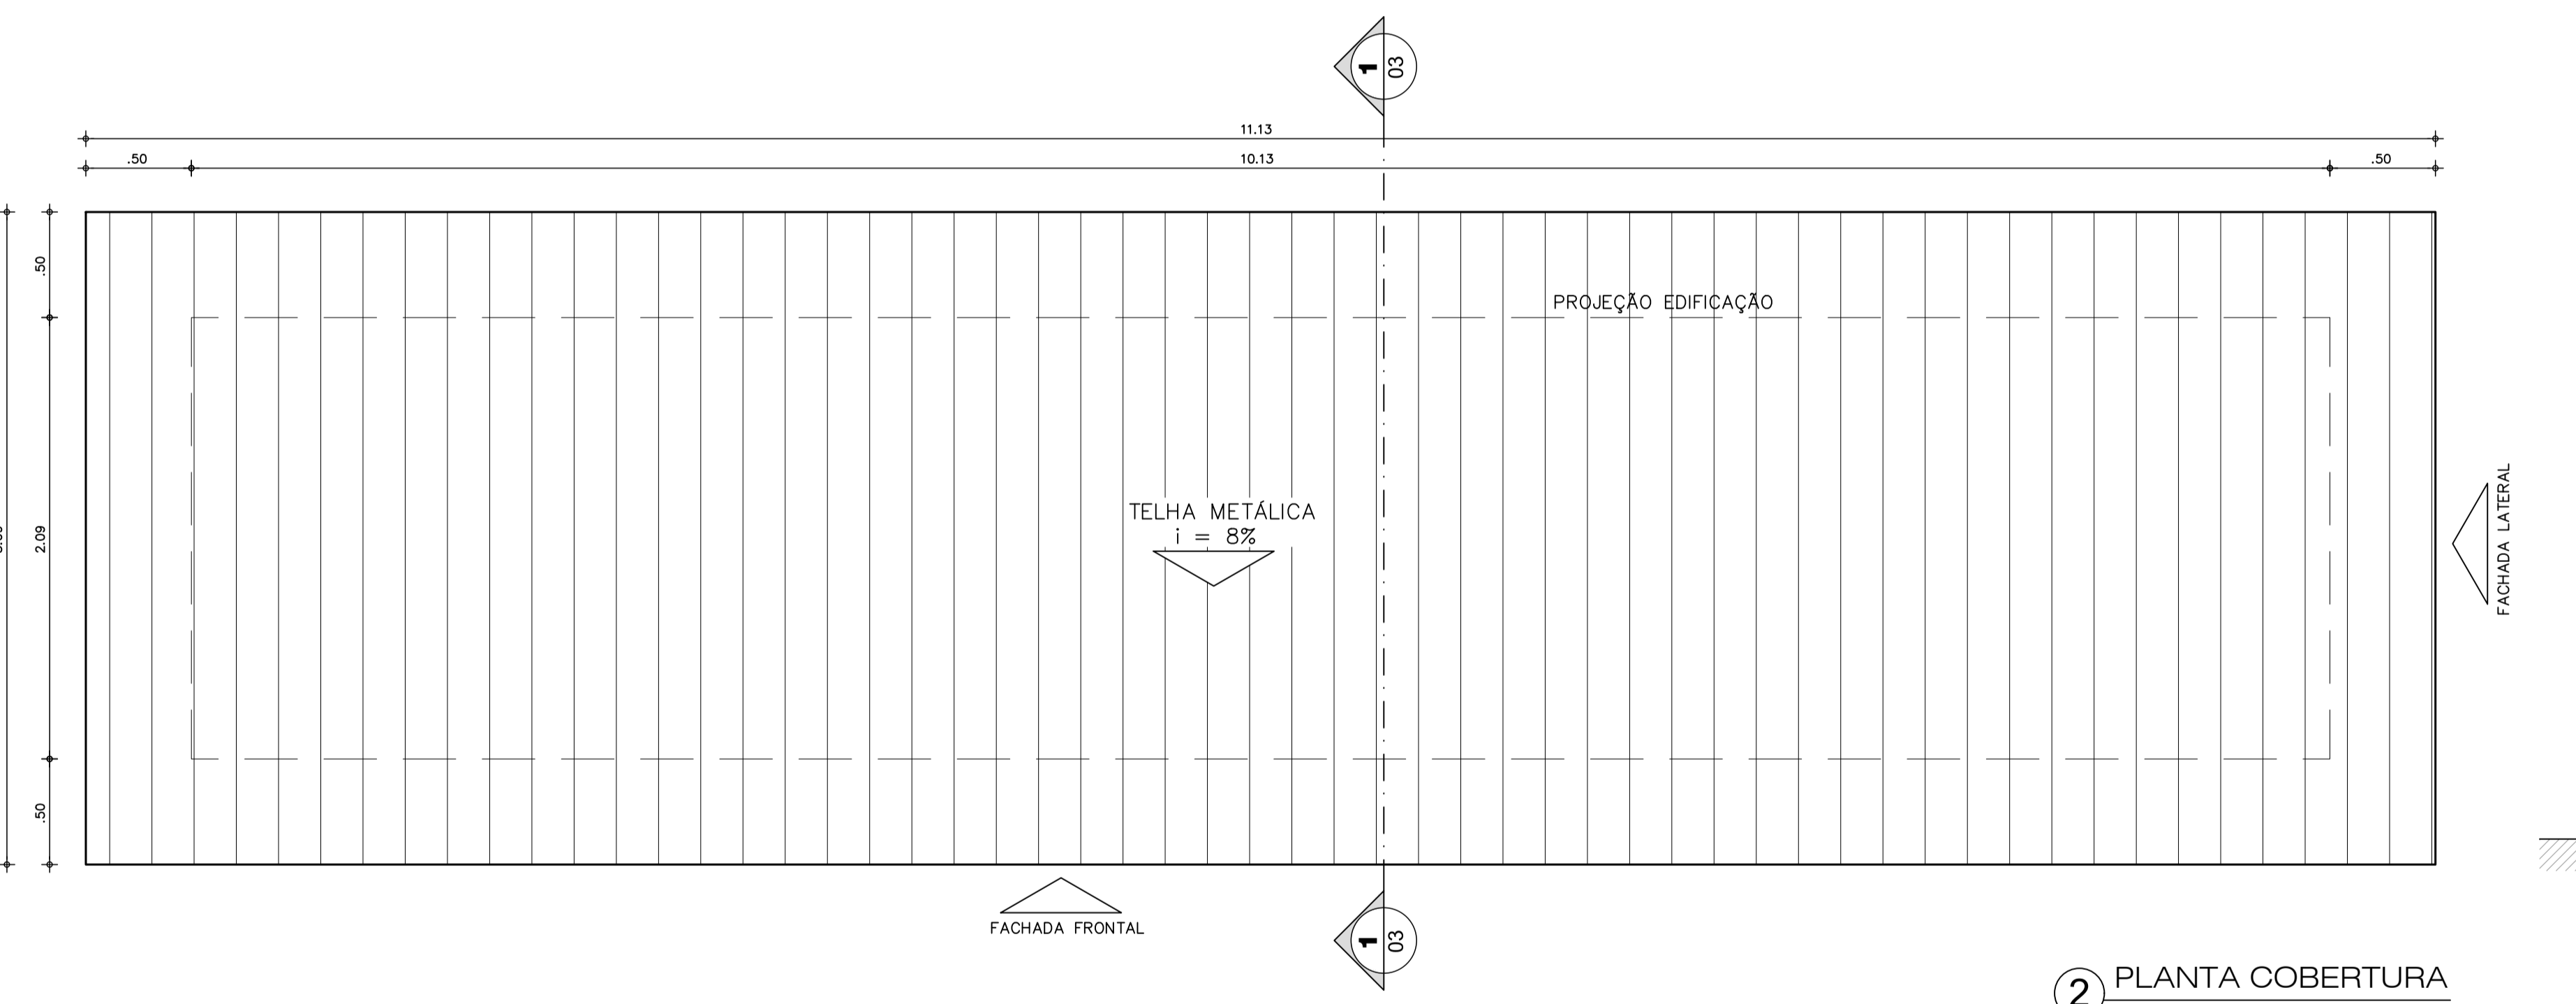 1
03
11.13
.50
10.13
.50
.50
PROJEÇÃO EDIFICAÇÃO
TELHA METÁLICA
i = 8%
2.09
FACHADA LATERAL
.50
FACHADA FRONTAL
1
03
2 PLANTA COBERTURA